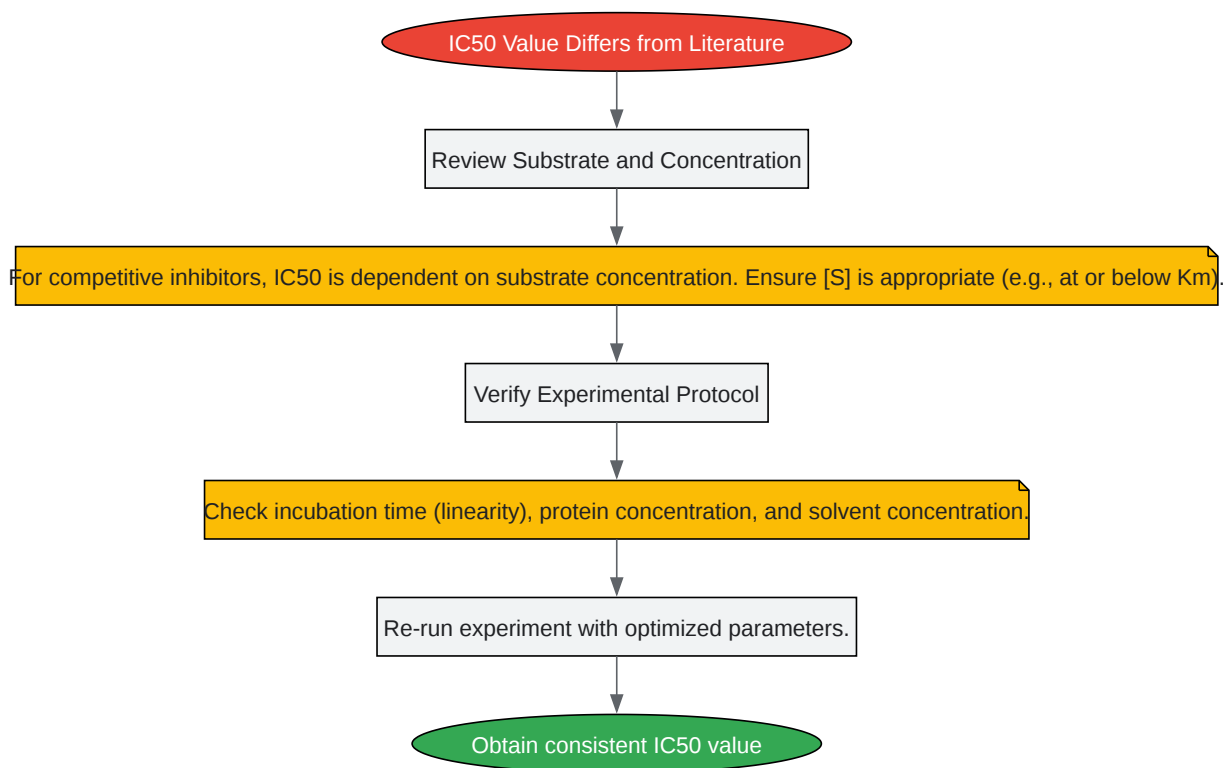 IC50 Value Differs from Literature
Review Substrate and Concentration
For competitive inhibitors, IC50 is dependent on substrate concentration. Ensure [S] is appropriate (e.g., at or below Km).
Verify Experimental Protocol
Check incubation time (linearity), protein concentration, and solvent concentration.
Re-run experiment with optimized parameters.
Obtain consistent IC50 value